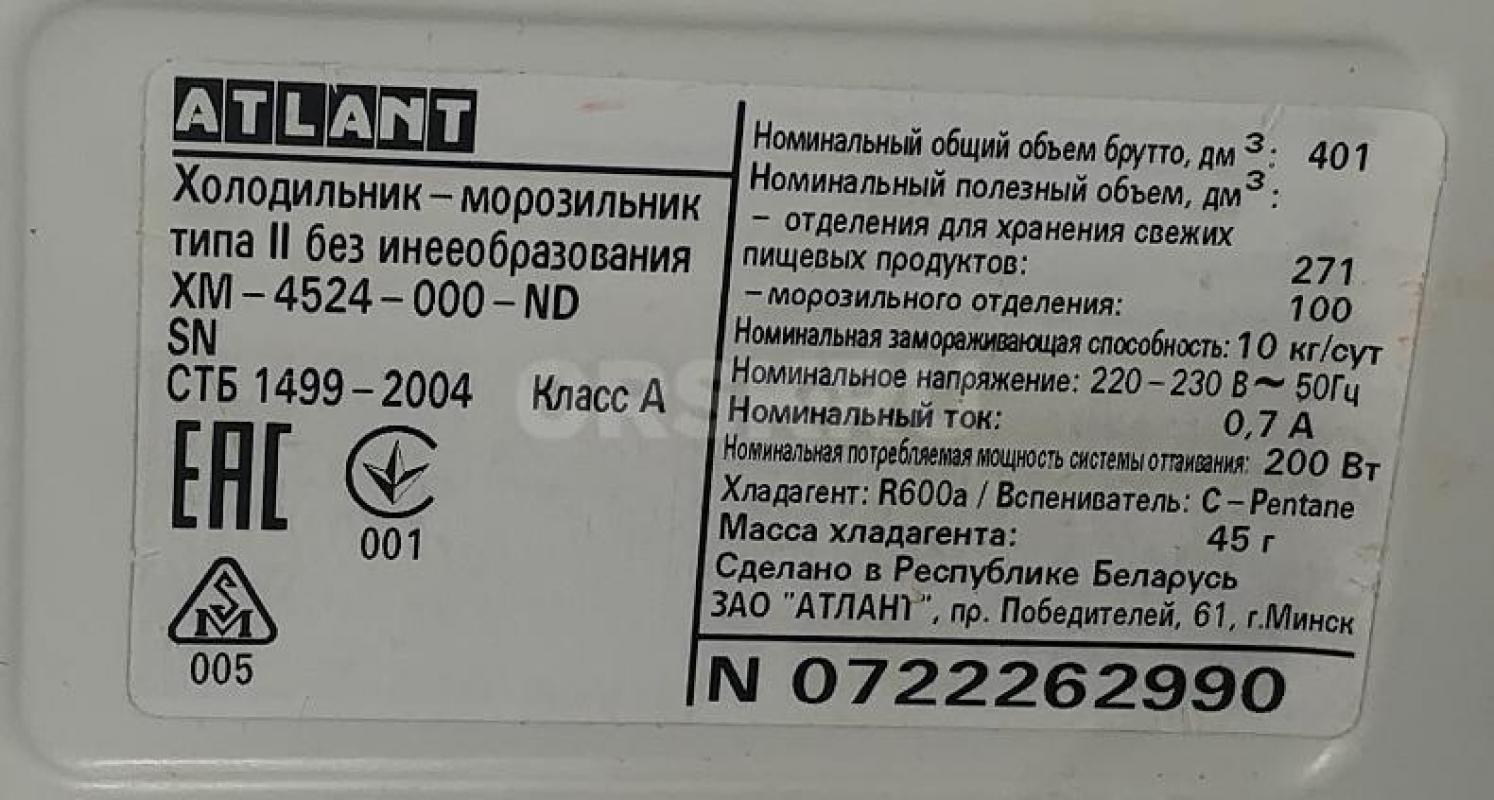 ATLANT
Холодильник – морозильник
типа II без инееобразования
ХМ – 4524 – 000 – ND
SN
СТБ 1499 – 2004 Класс А
ЕАС
001
SM
005
Номинальный общий объем брутто, дм³: 401
Номинальный полезный объем, дм³:
– отделения для хранения свежих
пищевых продуктов: 271
– морозильного отделения: 100
Номинальная замораживающая способность: 10 кг/сут
Номинальное напряжение: 220 – 230 В ~ 50Гц
Номинальный ток: 0,7 А
Номинальная потребляемая мощность системы оттаивания: 200 Вт
Хладагент: R600a / Вспениватель: C – Pentane
Масса хладагента: 45 г
Сделано в Республике Беларусь
ЗАО "АТЛАНТ", пр. Победителей, 61, г.Минск
N 0722262990